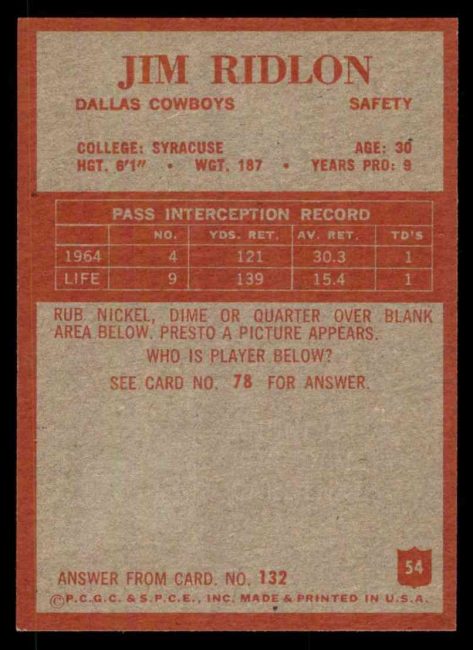 JIM RIDLON
DALLAS COWBOYS SAFETY
COLLEGE: SYRACUSE AGE: 30
HGT. 6'1" • WGT. 187 • YEARS PRO: 9
PASS INTERCEPTION RECORD
NO. YDS. RET. AV. RET. TD'S
1964 4 121 30.3 1
LIFE 9 139 15.4 1
RUB NICKEL, DIME OR QUARTER OVER BLANK
AREA BELOW. PRESTO A PICTURE APPEARS.
WHO IS PLAYER BELOW?
SEE CARD NO. 78 FOR ANSWER.
54
ANSWER FROM CARD. NO. 132
©P.C.G.C. & S.P.C.E., INC. MADE & PRINTED IN U.S.A.